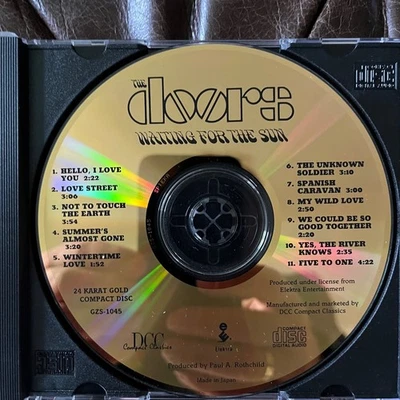 THE
doors
WAITING FOR THE SUN
1. HELLO, I LOVE
YOU 2:22
2. LOVE STREET
3:06
3. NOT TO TOUCH
THE EARTH
3:54
4. SUMMER'S
ALMOST GONE
3:20
5. WINTERTIME
LOVE 1:52
6. THE UNKNOWN
SOLDIER 3:10
7. SPANISH
CARAVAN 3:00
8. MY WILD LOVE
2:50
9. WE COULD BE SO
GOOD TOGETHER
2:20
10. YES, THE RIVER
KNOWS 2:35
11. FIVE TO ONE 4:22
24 KARAT GOLD
COMPACT DISC
GZS-1045
Produced under license from
Elektra Entertainment
Manufactured and marketed by
DCC Compact Classics
DCC
Compact Classics
e
Elektra
COMPACT
disc
DIGITAL AUDIO
Produced by Paul A. Rothchild
Made in Japan
COMPACT
disc
DIGITAL AUDIO